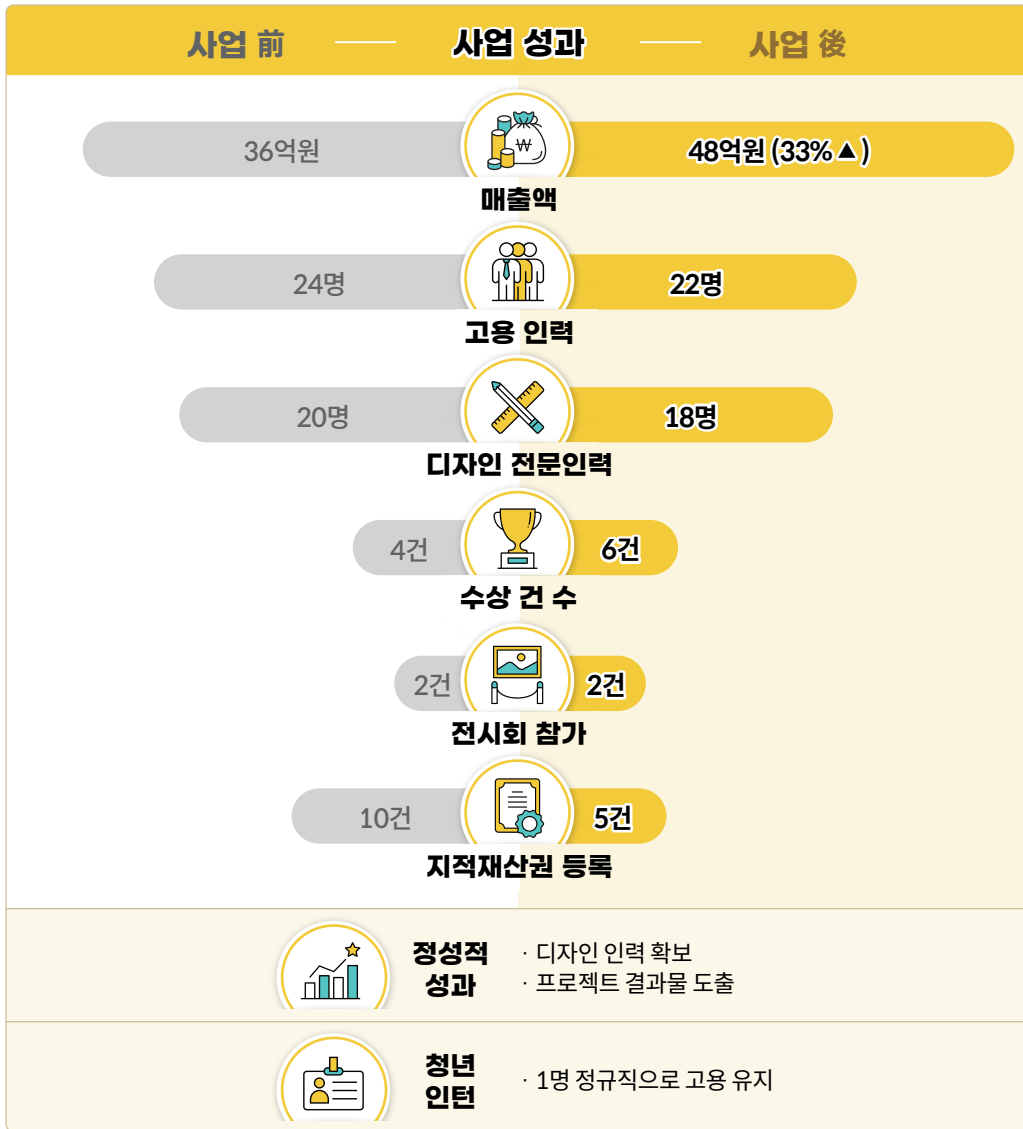 사업 前 사업 성과 사업 後
36억원 ₩ 48억원 (33%▲)
매출액
24명 22명
고용 인력
20명 18명
디자인 전문인력
4건 6건
수상 건 수
2건 2건
전시회 참가
10건 5건
지적재산권 등록
정성적
성과
· 디자인 인력 확보
· 프로젝트 결과물 도출
청년
인턴
· 1명 정규직으로 고용 유지